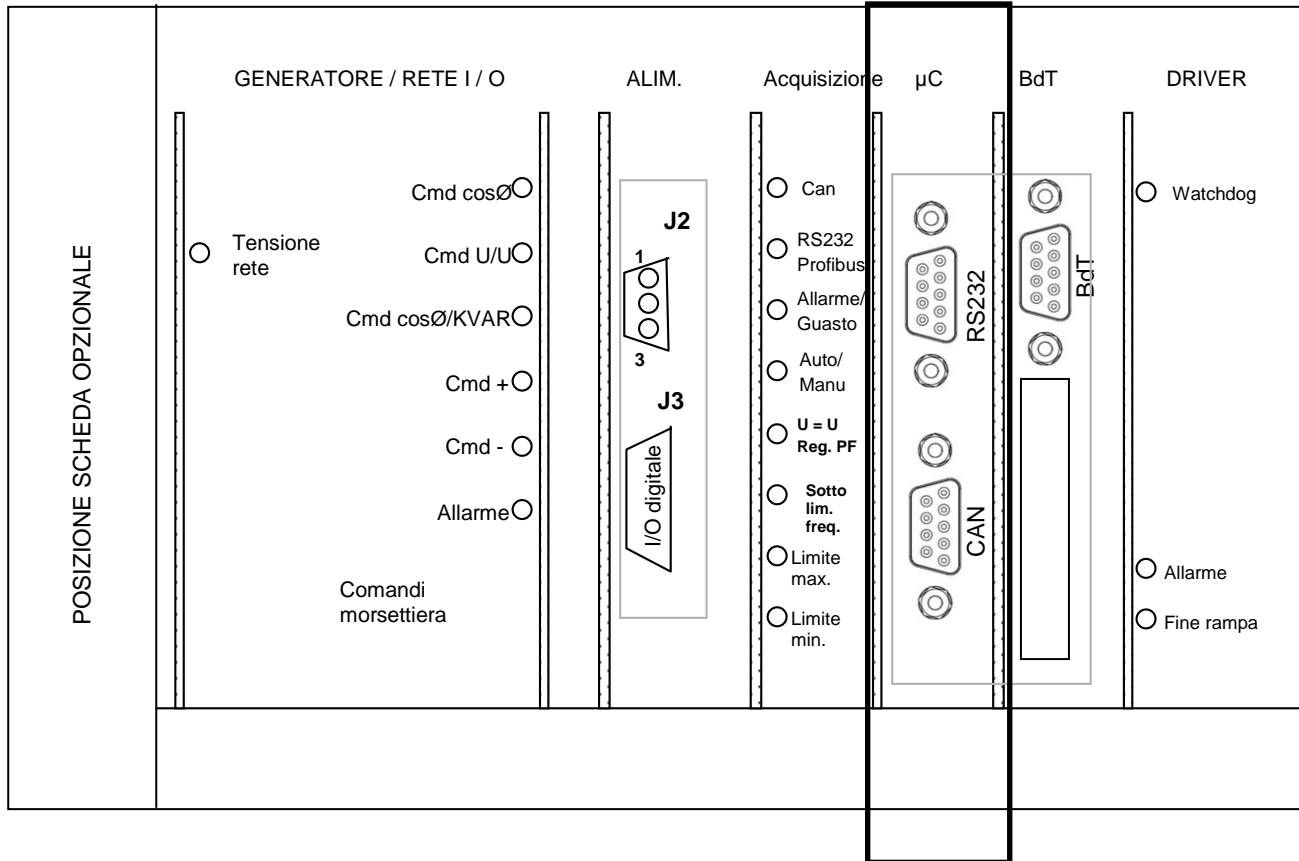 POSIZIONE SCHEDA OPZIONALE
GENERATORE / RETE I / O
Tensione
rete
Cmd cosØ
Cmd U/U
Cmd cosØ/KVAR
Cmd +
Cmd -
Allarme
Comandi
morsettiera
ALIM.
J2
1
3
J3
I/O digitale
Acquisizione
Can
RS232
Profibus
Allarme/
Guasto
Auto/
Manu
U = U
Reg. PF
Sotto
lim.
freq.
Limite
max.
Limite
min.
µC
RS232
CAN
BdT
BdT
DRIVER
Watchdog
Allarme
Fine rampa